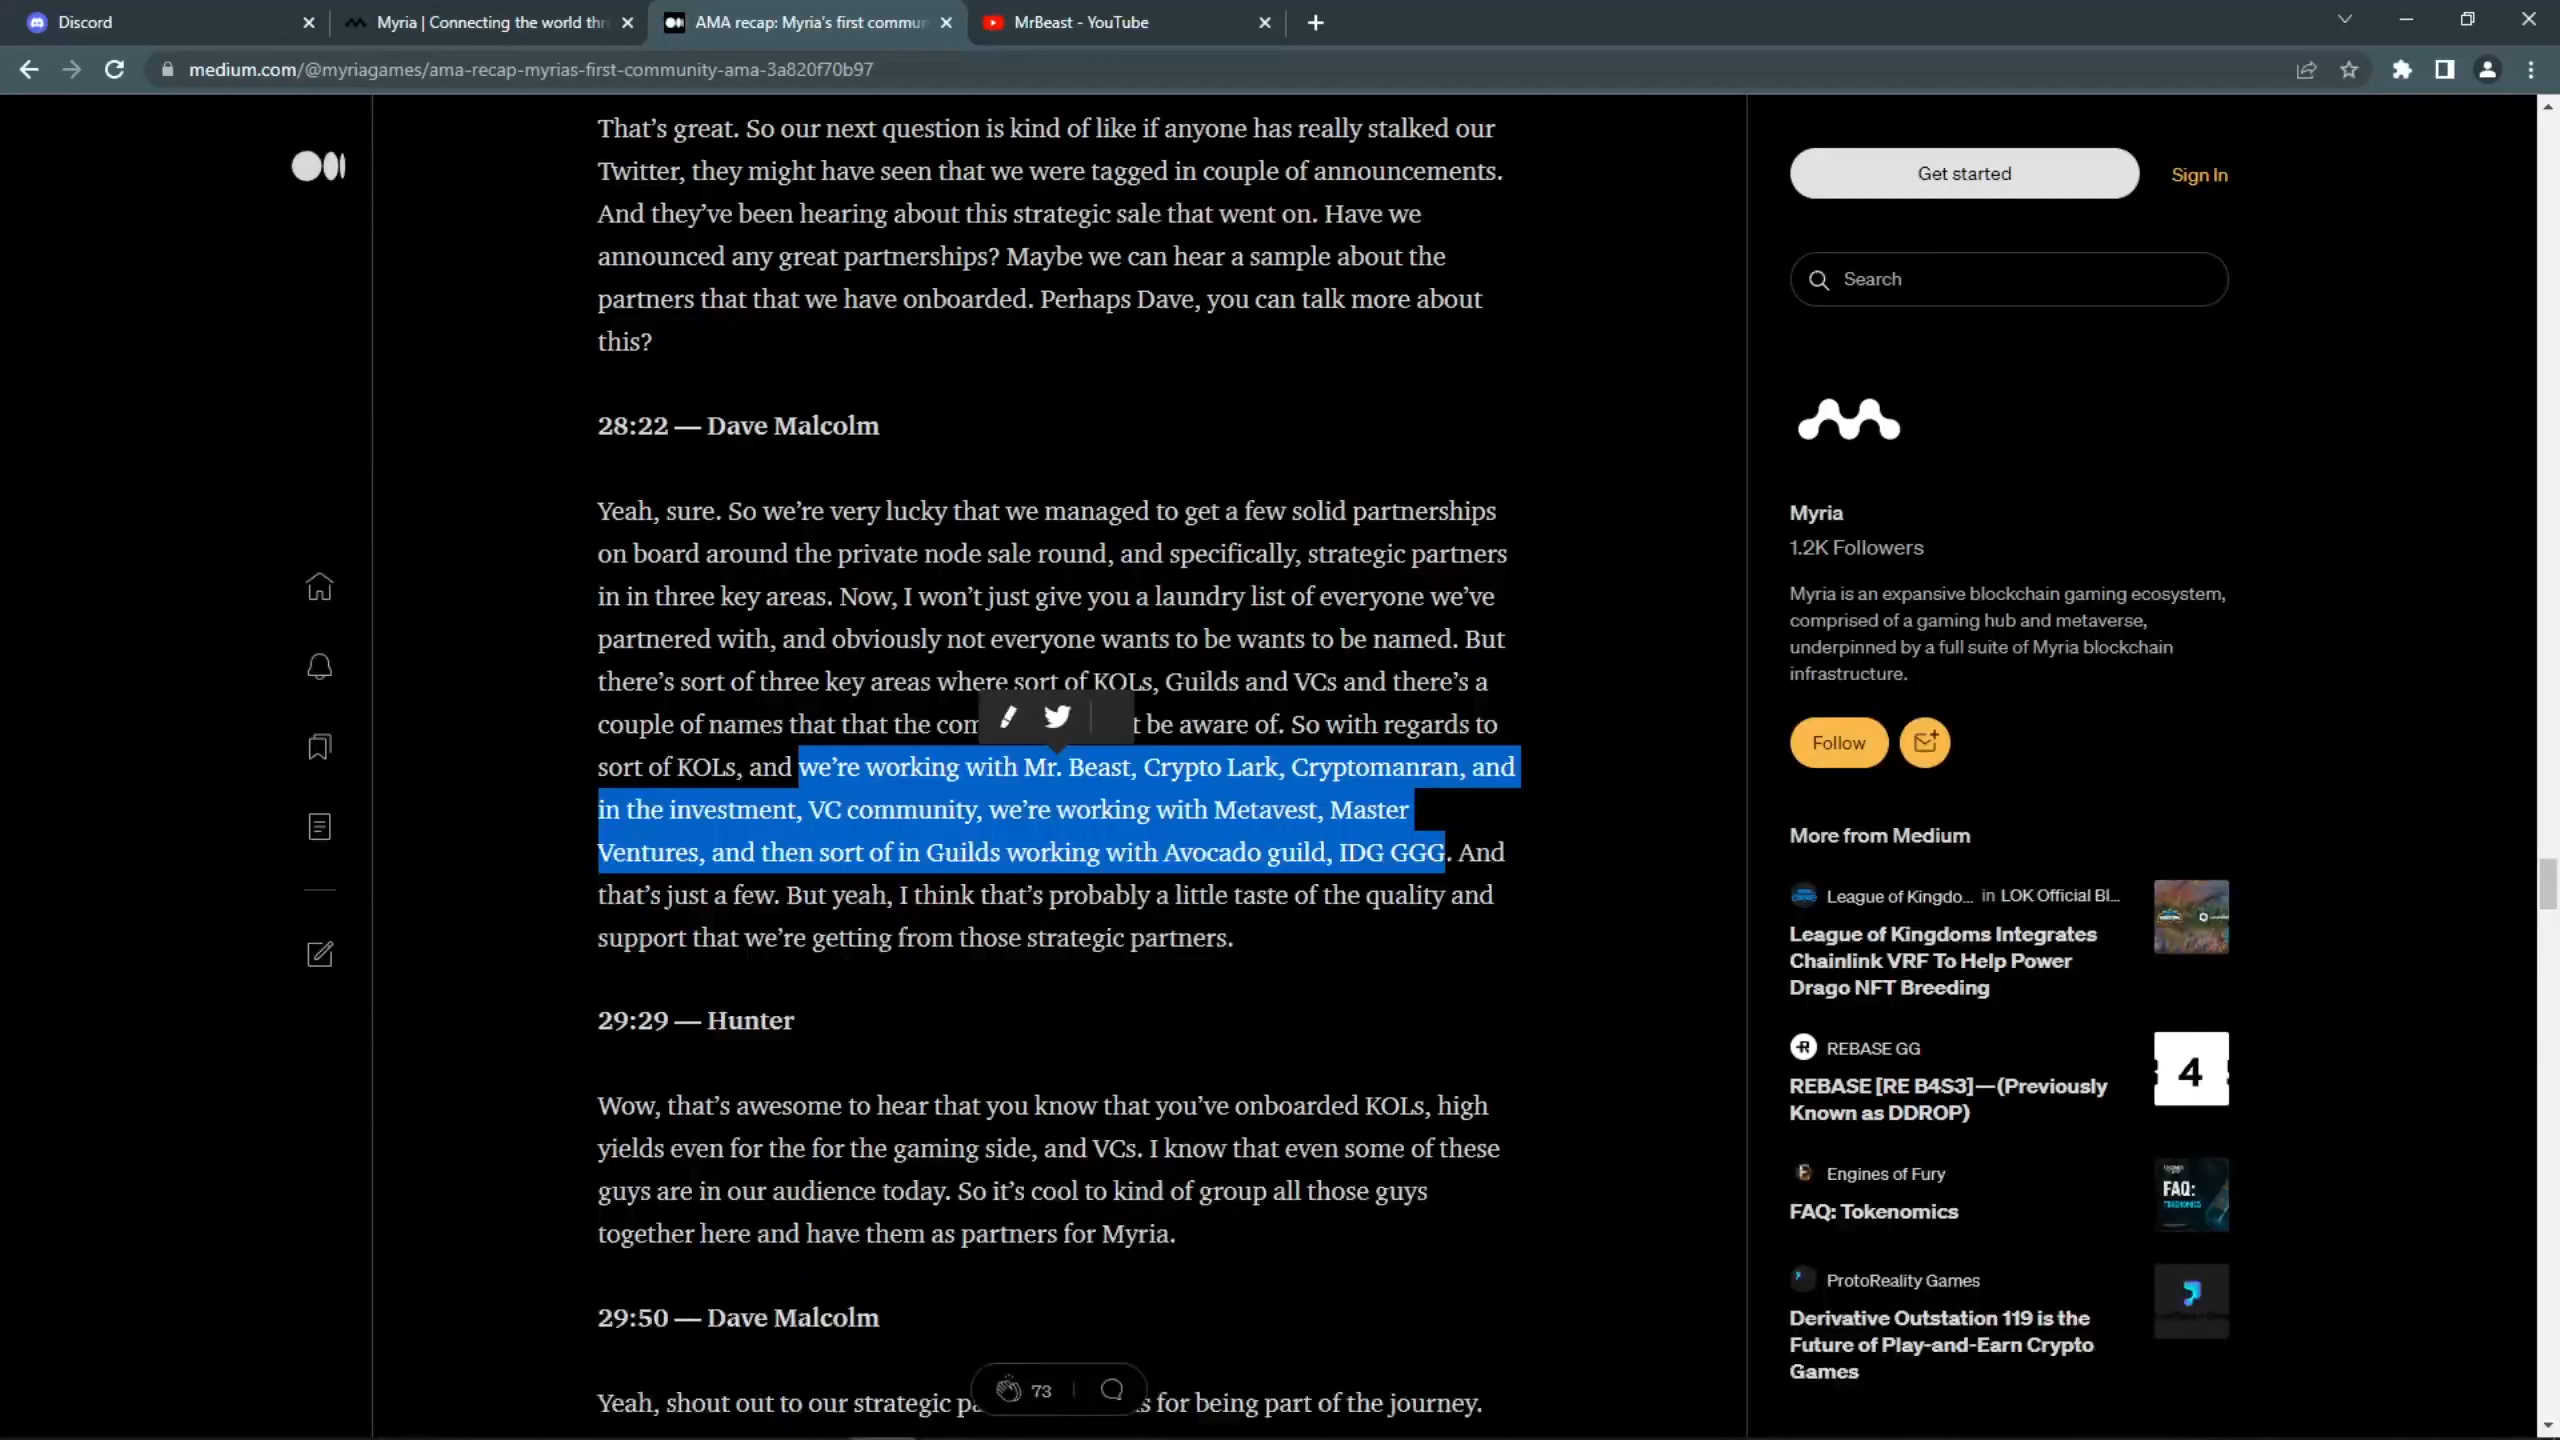 Discord
Myria | Connecting the world thr
AMA recap: Myria's first commun
MrBeast - YouTube
medium.com/@myriagames/ama-recap-myrias-first-community-ama-3a820f70b97
That's great. So our next question is kind of like if anyone has really stalked our
Twitter, they might have seen that we were tagged in couple of announcements.
And they've been hearing about this strategic sale that went on. Have we
announced any great partnerships? Maybe we can hear a sample about the
partners that that we have onboarded. Perhaps Dave, you can talk more about
this?
28:22 — Dave Malcolm
Yeah, sure. So we're very lucky that we managed to get a few solid partnerships
on board around the private node sale round, and specifically, strategic partners
in in three key areas. Now, I won't just give you a laundry list of everyone we've
partnered with, and obviously not everyone wants to be wants to be named. But
there's sort of three key areas where sort of KOLs, Guilds and VCs and there's a
couple of names that that the com t be aware of. So with regards to
sort of KOLs, and we're working with Mr. Beast, Crypto Lark, Cryptomanran, and
in the investment, VC community, we're working with Metavest, Master
Ventures, and then sort of in Guilds working with Avocado guild, IDG GGG. And
that's just a few. But yeah, I think that's probably a little taste of the quality and
support that we're getting from those strategic partners.
29:29 — Hunter
Wow, that's awesome to hear that you know that you've onboarded KOLs, high
yields even for the for the gaming side, and VCs. I know that even some of these
guys are in our audience today. So it's cool to kind of group all those guys
together here and have them as partners for Myria.
29:50 — Dave Malcolm
Yeah, shout out to our strategic pa s for being part of the journey.
73
Get started
Sign In
Search
Myria
1.2K Followers
Myria is an expansive blockchain gaming ecosystem,
comprised of a gaming hub and metaverse,
underpinned by a full suite of Myria blockchain
infrastructure.
Follow
More from Medium
League of Kingdo... in LOK Official Bl...
League of Kingdoms Integrates
Chainlink VRF To Help Power
Drago NFT Breeding
REBASE GG
REBASE [RE B4S3]—(Previously
Known as DDROP)
4
Engines of Fury
FAQ: Tokenomics
FAQ:
TOKENOMICS
ProtoReality Games
Derivative Outstation 119 is the
Future of Play-and-Earn Crypto
Games